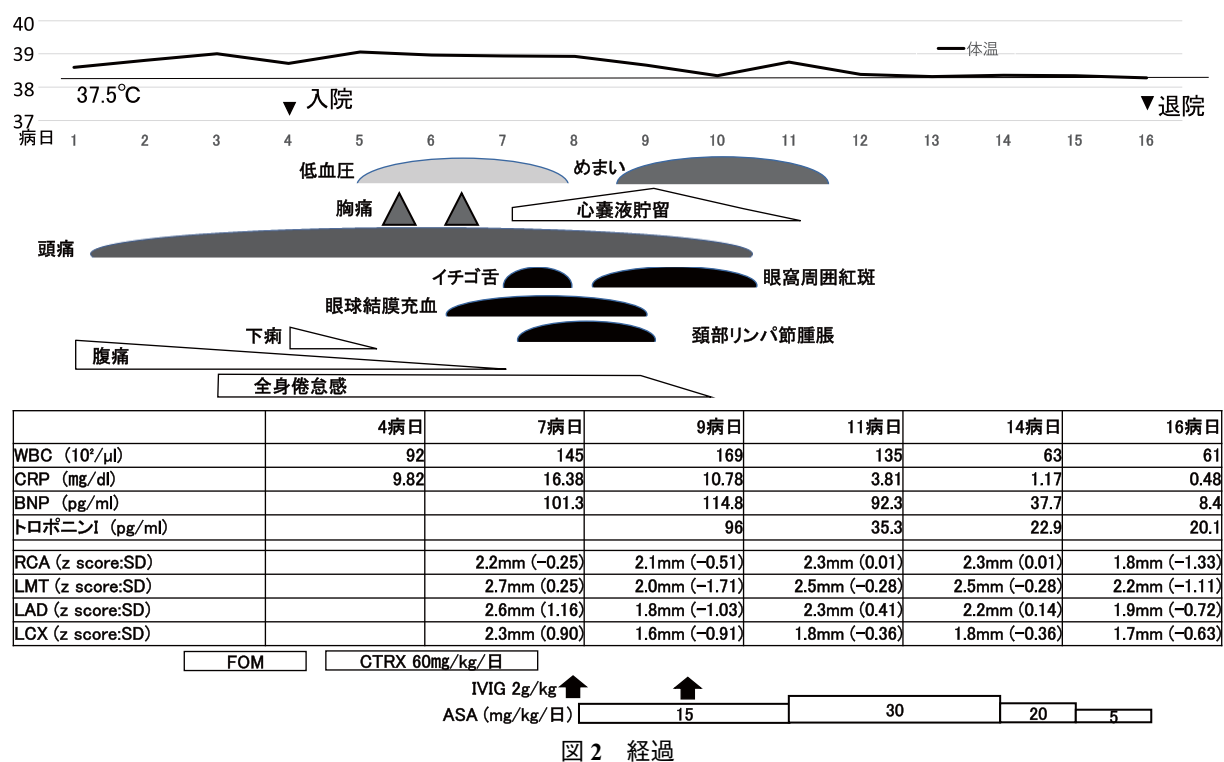 40
39
体温
38
37.5℃
入院
退院
37
病日 1 2 3 4 5 6 7 8 9 10 11 12 13 14 15 16
低血圧 めまい
胸痛 心嚢液貯留
頭痛
イチゴ舌 眼窩周囲紅斑
眼球結膜充血
下痢 頚部リンパ節腫脹
腹痛
全身倦怠感
4病日 7病日 9病日 11病日 14病日 16病日
WBC (10²/μl) 92 145 169 135 63 61
CRP (mg/dl) 9.82 16.38 10.78 3.81 1.17 0.48
BNP (pg/ml) 101.3 114.8 92.3 37.7 8.4
トロポニンI (pg/ml) 96 35.3 22.9 20.1
RCA (z score:SD) 2.2mm (-0.25) 2.1mm (-0.51) 2.3mm (0.01) 2.3mm (0.01) 1.8mm (-1.33)
LMT (z score:SD) 2.7mm (0.25) 2.0mm (-1.71) 2.5mm (-0.28) 2.5mm (-0.28) 2.2mm (-1.11)
LAD (z score:SD) 2.6mm (1.16) 1.8mm (-1.03) 2.3mm (0.41) 2.2mm (0.14) 1.9mm (-0.72)
LCX (z score:SD) 2.3mm (0.90) 1.6mm (-0.91) 1.8mm (-0.36) 1.8mm (-0.36) 1.7mm (-0.63)
FOM CTRX 60mg/kg/日
IVIG 2g/kg
ASA (mg/kg/日) 15 30 20 5
図2 経過